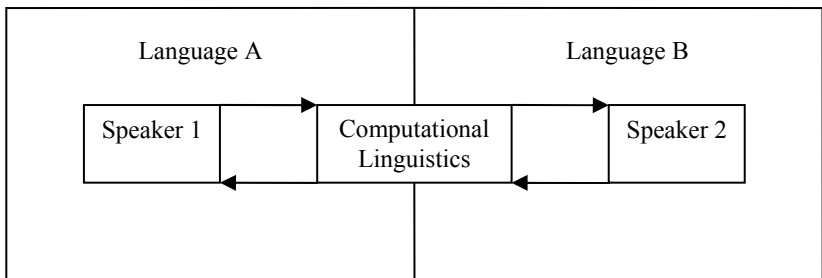 Language A
Language B
Speaker 1
Computational
Linguistics
Speaker 2